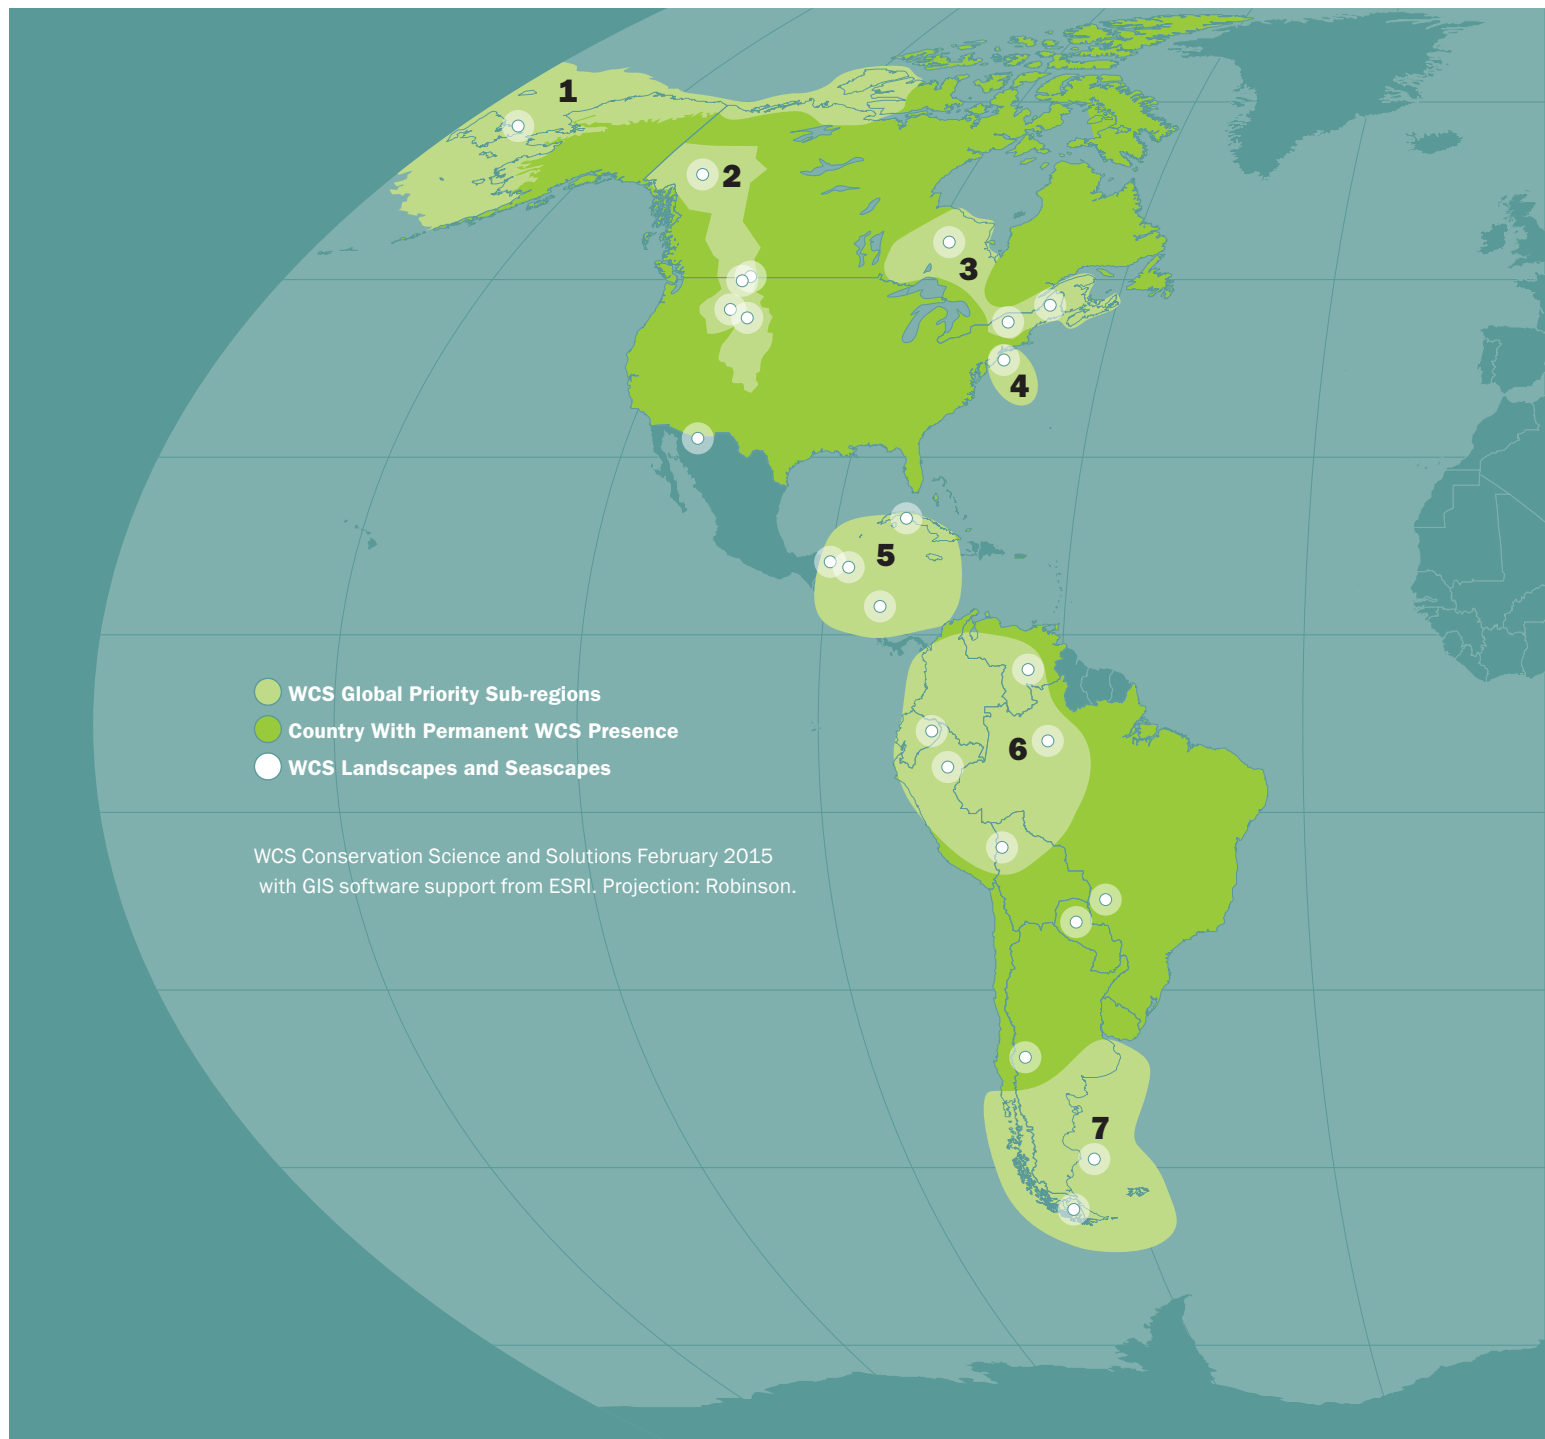 1
2
3
4
5
WCS Global Priority Sub-regions
Country With Permanent WCS Presence
6
WCS Landscapes and Seascapes
WCS Conservation Science and Solutions February 2015
with GIS software support from ESRI. Projection: Robinson.
7